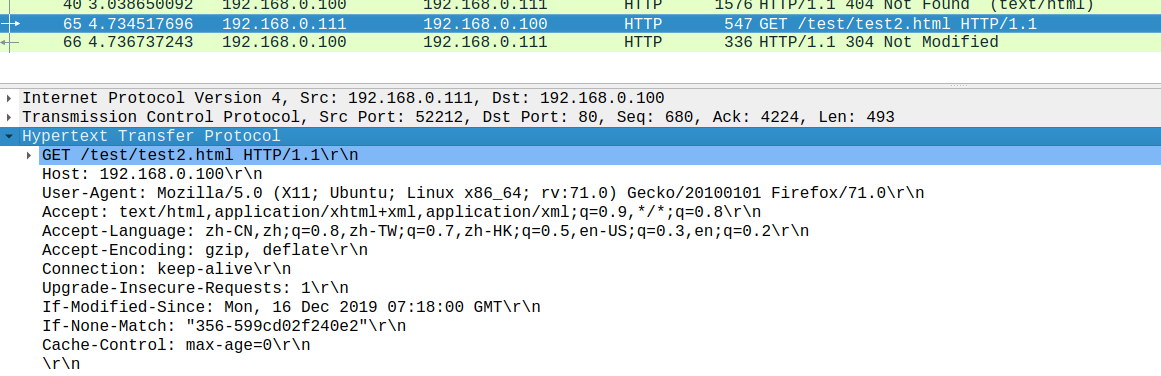 40 3.038650092 192.168.0.100 192.168.0.111 HTTP 1576 HTTP/1.1 404 Not Found (text/html)
65 4.734517696 192.168.0.111 192.168.0.100 HTTP 547 GET /test/test2.html HTTP/1.1
66 4.736737243 192.168.0.100 192.168.0.111 HTTP 336 HTTP/1.1 304 Not Modified
Internet Protocol Version 4, Src: 192.168.0.111, Dst: 192.168.0.100
Transmission Control Protocol, Src Port: 52212, Dst Port: 80, Seq: 680, Ack: 4224, Len: 493
Hypertext Transfer Protocol
GET /test/test2.html HTTP/1.1\r\n
Host: 192.168.0.100\r\n
User-Agent: Mozilla/5.0 (X11; Ubuntu; Linux x86_64; rv:71.0) Gecko/20100101 Firefox/71.0\r\n
Accept: text/html,application/xhtml+xml,application/xml;q=0.9,*/*;q=0.8\r\n
Accept-Language: zh-CN,zh;q=0.8,zh-TW;q=0.7,zh-HK;q=0.5,en-US;q=0.3,en;q=0.2\r\n
Accept-Encoding: gzip, deflate\r\n
Connection: keep-alive\r\n
Upgrade-Insecure-Requests: 1\r\n
If-Modified-Since: Mon, 16 Dec 2019 07:18:00 GMT\r\n
If-None-Match: "356-599cd02f240e2"\r\n
Cache-Control: max-age=0\r\n
\r\n